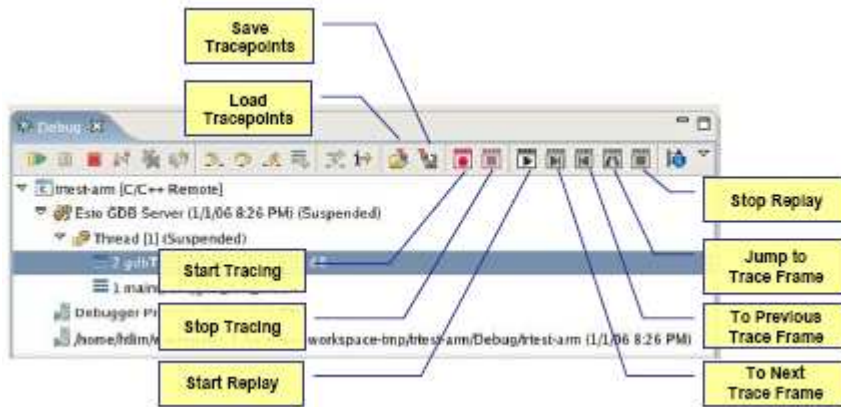 Save
Tracepoints
Load
Tracepoints
Debug
trtest-arm [C/C++ Remote]
Esto GDB Server (1/1/06 8:26 PM) (Suspended)
Thread [1] (Suspended)
Start Tracing
1 main
Stop Tracing
Debugger
/home/hdlim/ workspace-tmp/trtest-arm/Debug/trtest-arm (1/1/06 8:26 PM)
Start Replay
Stop Replay
Jump to
Trace Frame
To Previous
Trace Frame
To Next
Trace Frame